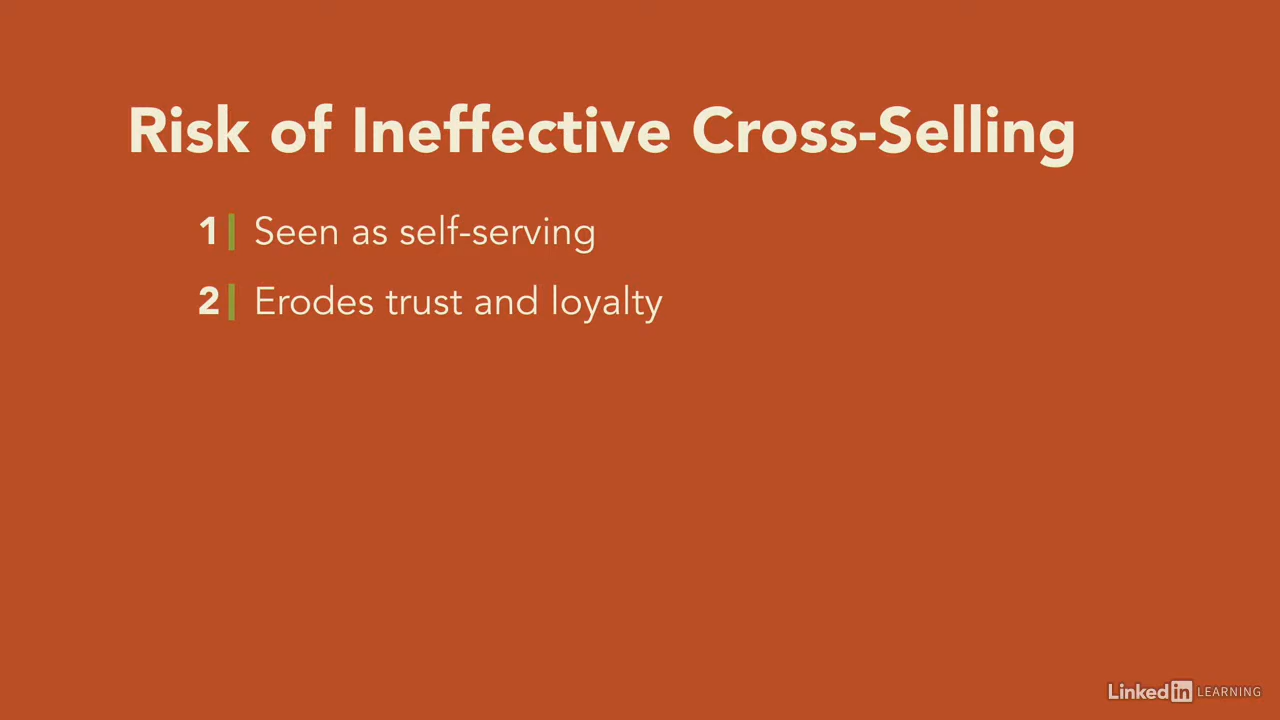 Risk of Ineffective Cross-Selling
1 Seen as self-serving
2 Erodes trust and loyalty
Linkedin LEARNING